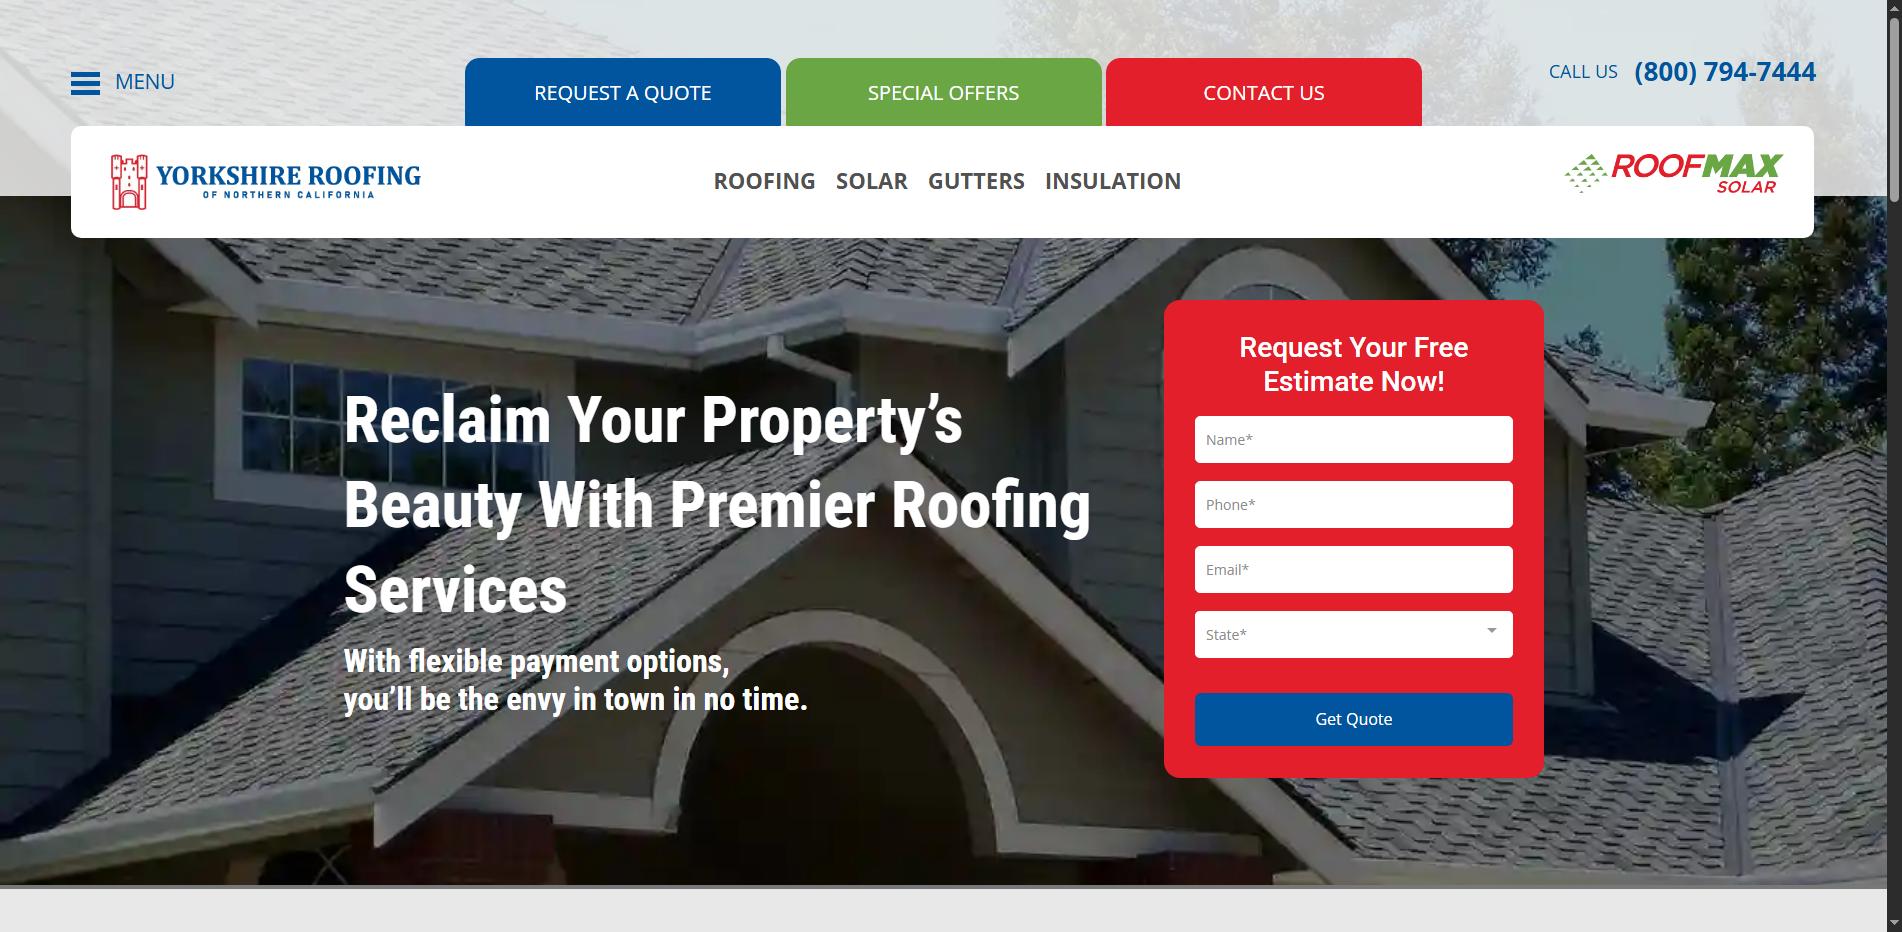 MENU
REQUEST A QUOTE
SPECIAL OFFERS
CONTACT US
CALL US (800) 794-7444
YORKSHIRE ROOFING
OF NORTHERN CALIFORNIA
ROOFING SOLAR GUTTERS INSULATION
ROOFMAX
SOLAR
Reclaim Your Property’s
Beauty With Premier Roofing
Services
With flexible payment options,
you’ll be the envy in town in no time.
Request Your Free
Estimate Now!
Name*
Phone*
Email*
State*
Get Quote